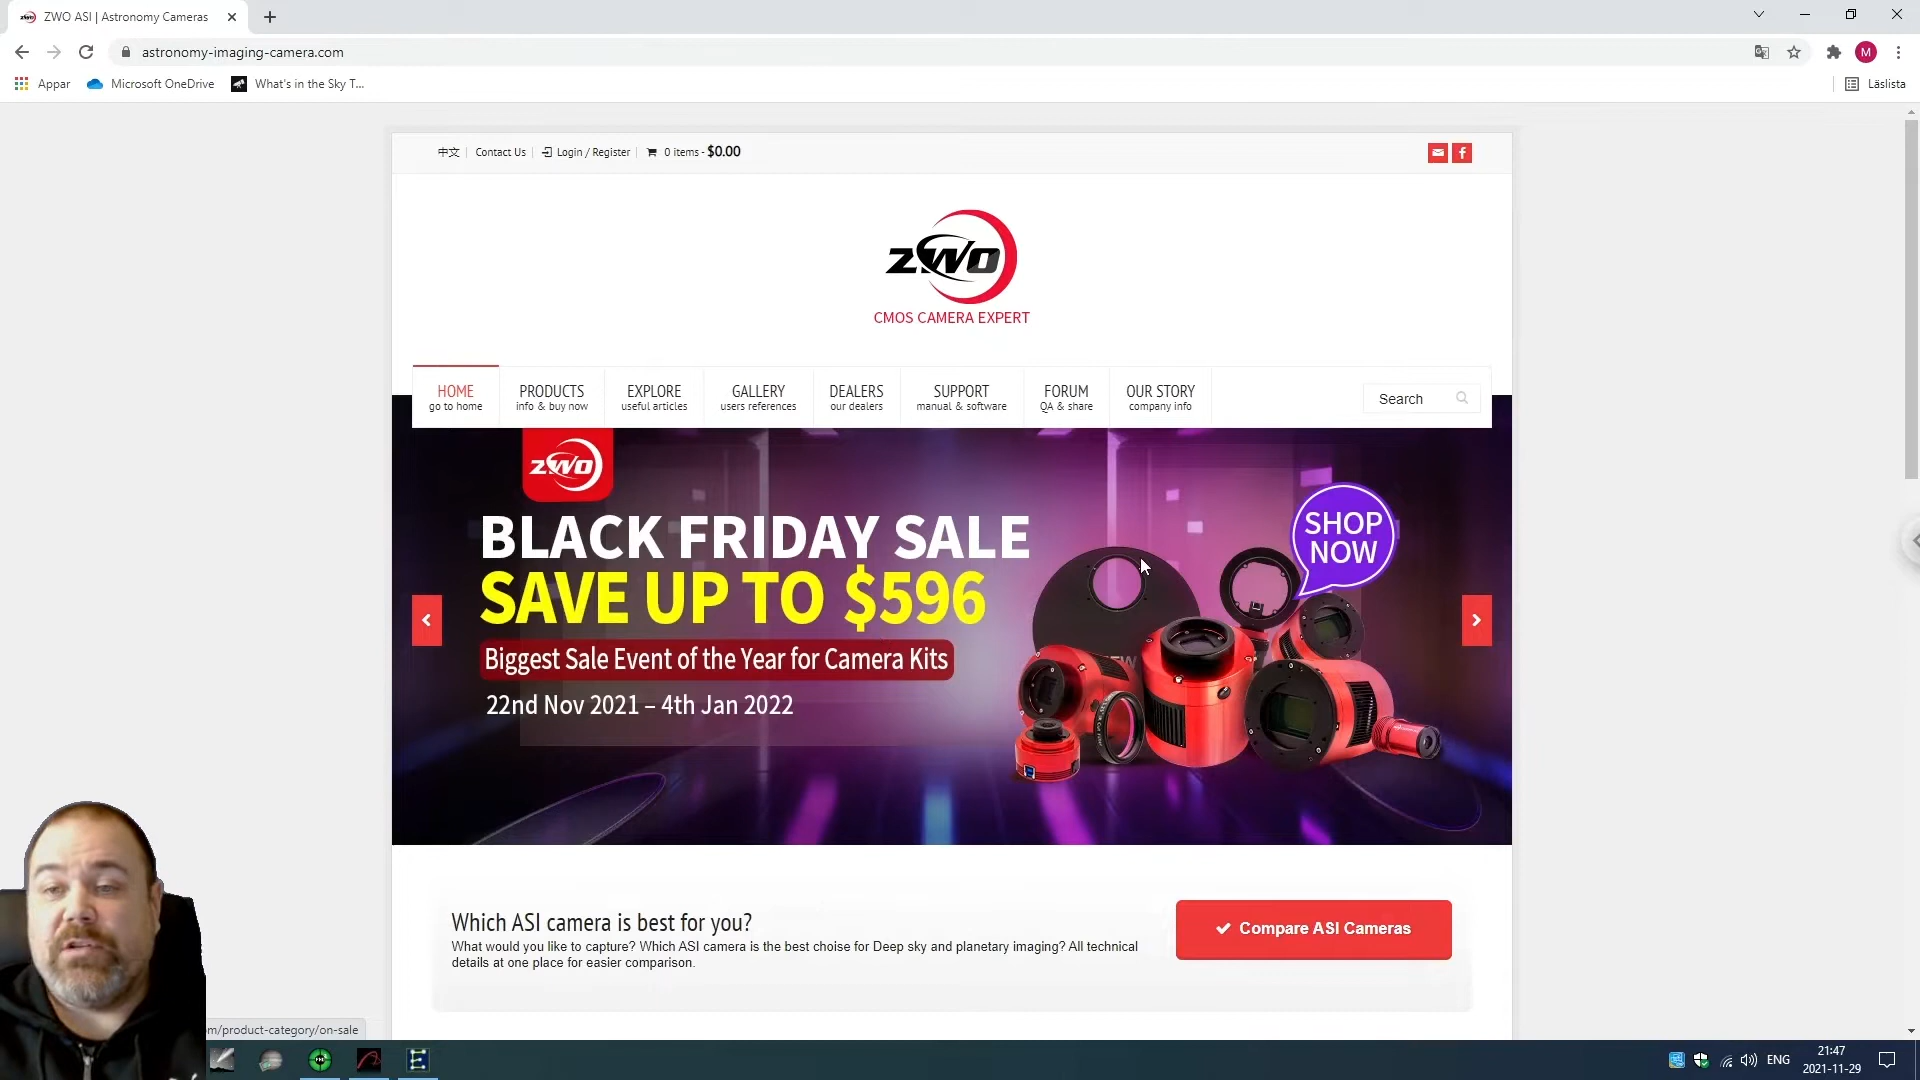 ZWO ASI | Astronomy Cameras
astronomy-imaging-camera.com
M
Appar
Microsoft OneDrive
What's in the Sky T...
Läslista
中文
Contact Us
Login / Register
0 items - $0.00
ZWO
CMOS CAMERA EXPERT
HOME
go to home
PRODUCTS
info & buy now
EXPLORE
useful articles
GALLERY
users references
DEALERS
our dealers
SUPPORT
manual & software
FORUM
QA & share
OUR STORY
company info
Search
ZWO
BLACK FRIDAY SALE
SAVE UP TO $596
Biggest Sale Event of the Year for Camera Kits
22nd Nov 2021 – 4th Jan 2022
SHOP
NOW
Which ASI camera is best for you?
What would you like to capture? Which ASI camera is the best choise for Deep sky and planetary imaging? All technical
details at one place for easier comparison.
Compare ASI Cameras
m/product-category/on-sale
ENG
21:47
2021-11-29